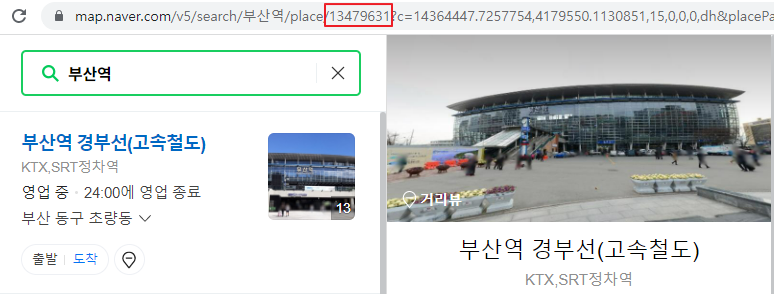 map.naver.com/v5/search/부산역/place/13479631?c=14364447.7257754,4179550.1130851,15,0,0,0,dh&placePa
부산역
부산역 경부선(고속철도)
KTX,SRT정차역
영업 중 · 24:00에 영업 종료
부산 동구 초량동
출발
도착
부산역
13
거리뷰
부산역 경부선(고속철도)
KTX,SRT정차역